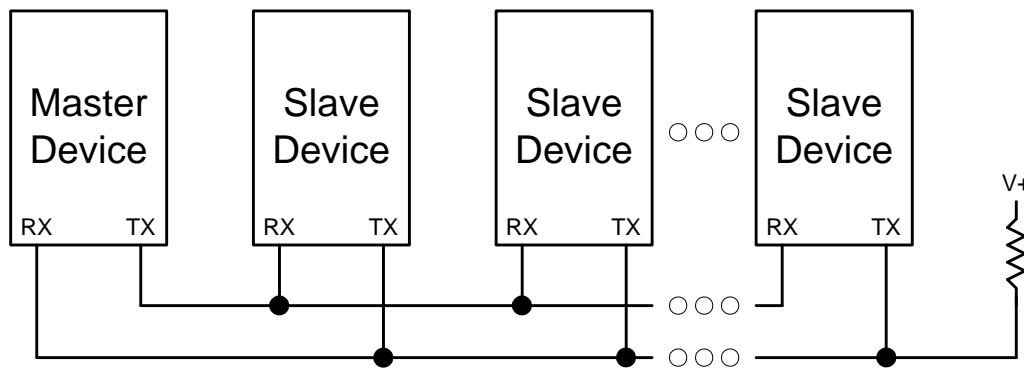 Master
Device
RX TX
Slave
Device
RX TX
Slave
Device
RX TX
Slave
Device
RX TX
V+